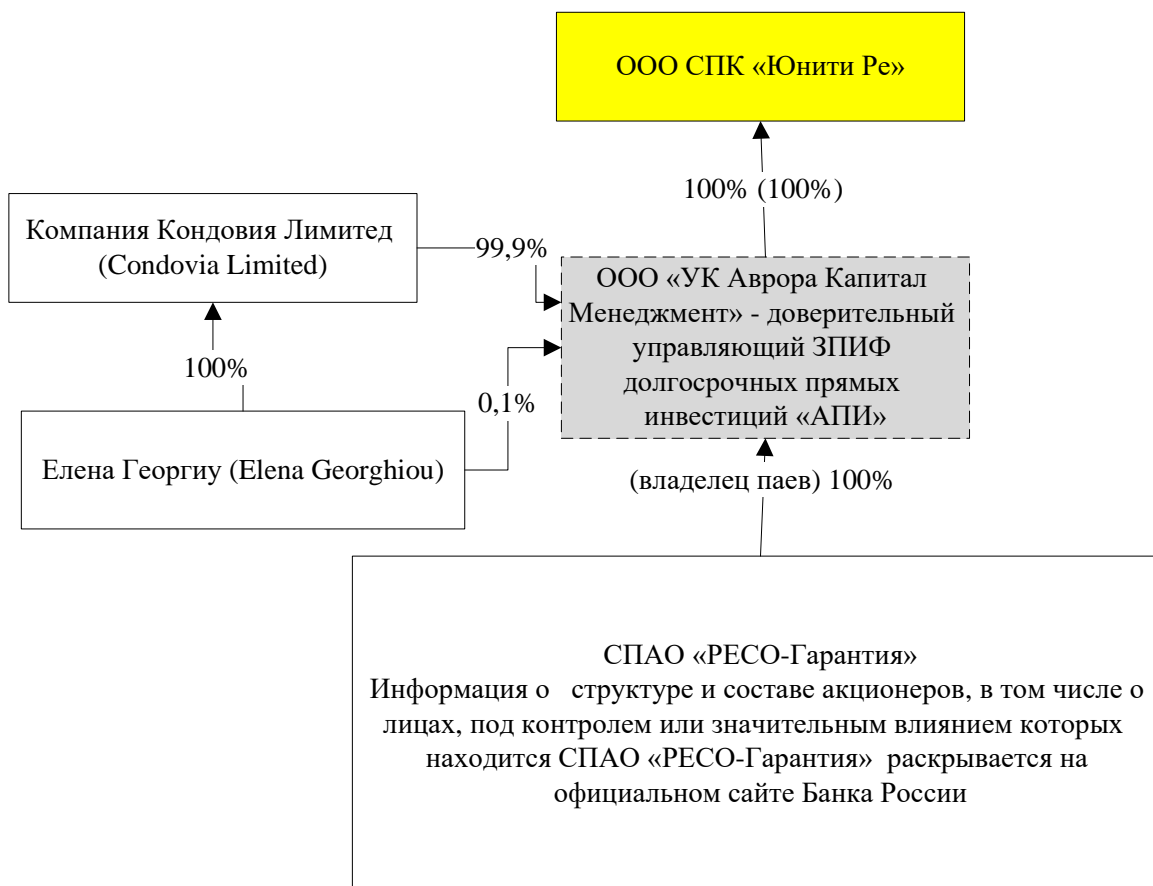 ООО СПК «Юнити Ре»
100% (100%)
Компания Кондовия Лимитед
(Condovia Limited)
99,9%
ООО «УК Аврора Капитал
Менеджмент» - доверительный
управляющий ЗПИФ
долгосрочных прямых
инвестиций «АПИ»
100%
0,1%
Елена Георгиу (Elena Georghiou)
(владелец паев) 100%
СПАО «РЕСО-Гарантия»
Информация о структуре и составе акционеров, в том числе о
лицах, под контролем или значительным влиянием которых
находится СПАО «РЕСО-Гарантия» раскрывается на
официальном сайте Банка России